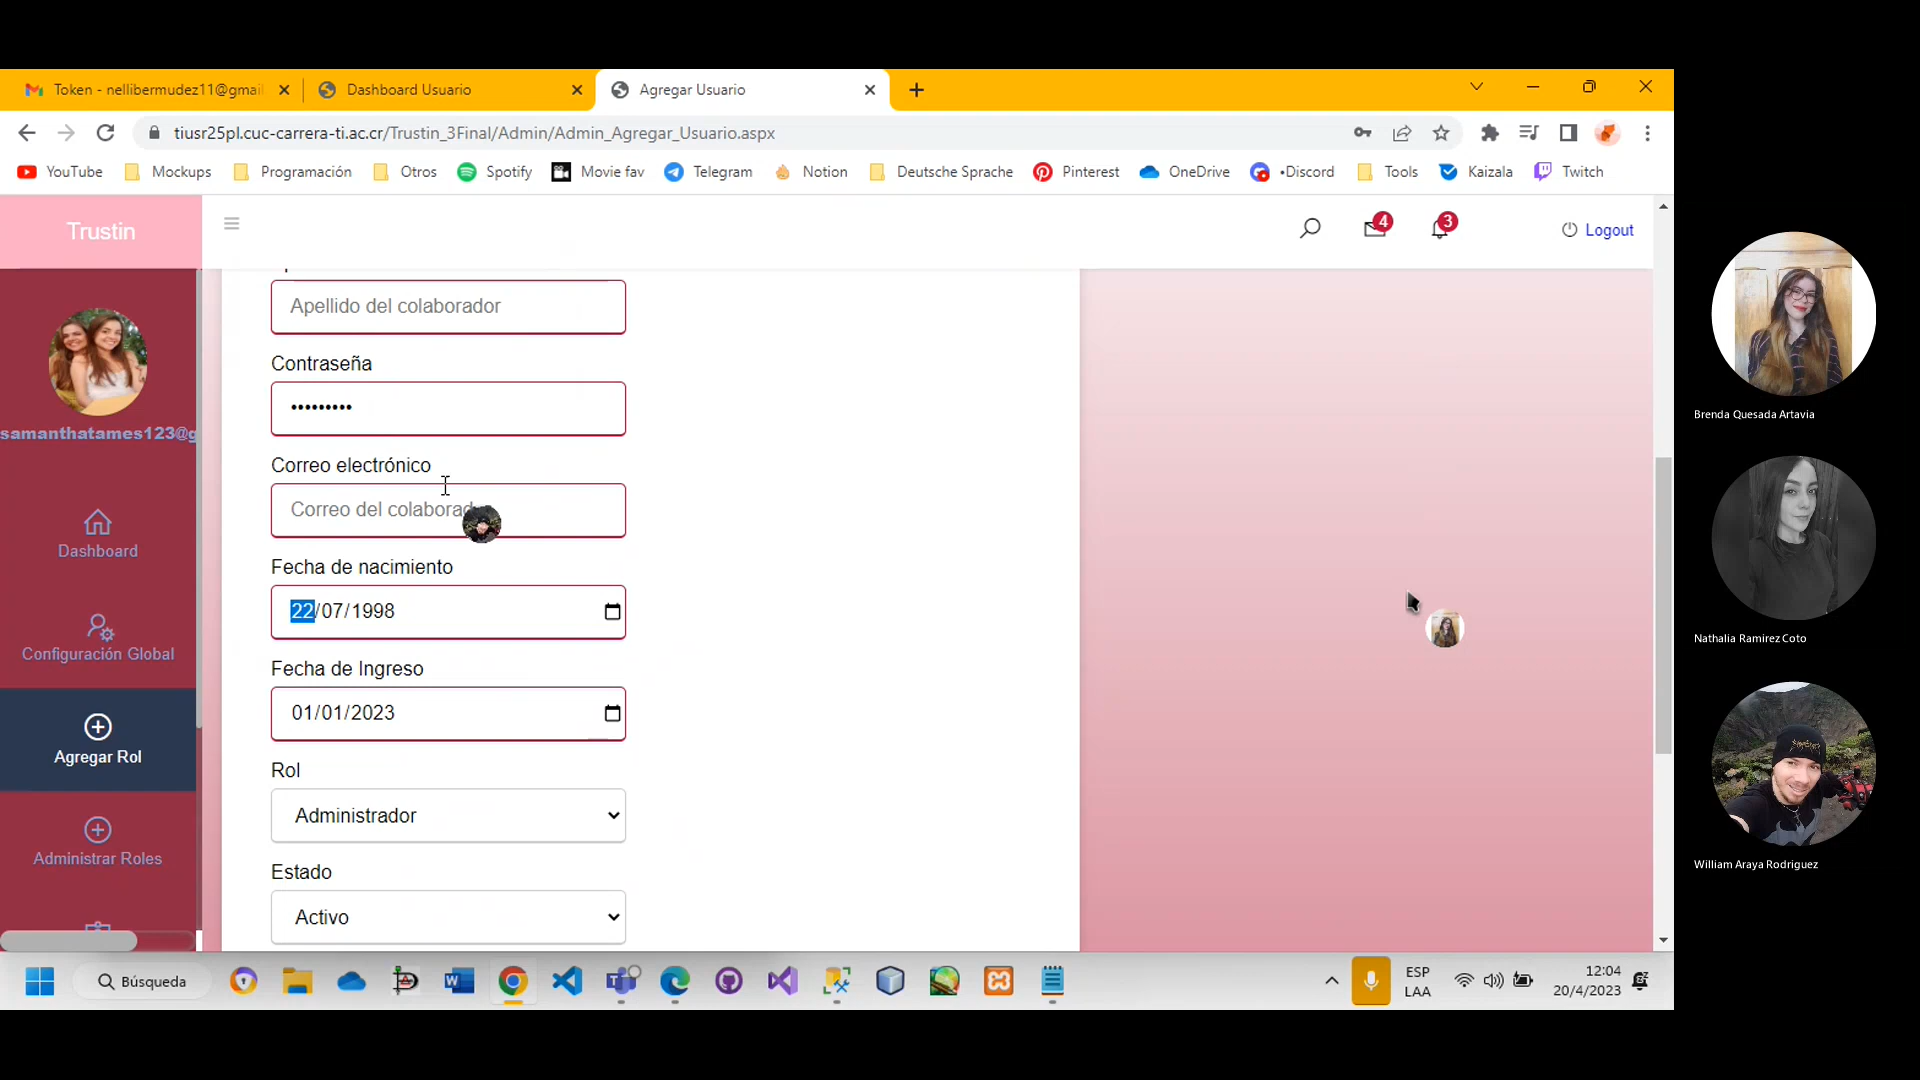 Token - nellibermudez11@gmail
Dashboard Usuario
Agregar Usuario
tiusr25pl.cuc-carrera-ti.ac.cr/Trustin_3Final/Admin/Admin_Agregar_Usuario.aspx
YouTube
Mockups
Programación
Otros
Spotify
Movie fav
Telegram
Notion
Deutsche Sprache
Pinterest
OneDrive
•Discord
Tools
Kaizala
Twitch
Trustin
4
3
Logout
samanthatames123@g
Dashboard
Configuración Global
Agregar Rol
Administrar Roles
Apellido del colaborador
Contraseña
•••••••••
Correo electrónico
Correo del colaborad
Fecha de nacimiento
22/07/1998
Fecha de Ingreso
01/01/2023
Rol
Administrador
Estado
Activo
Brenda Quesada Artavia
Nathalia Ramirez Coto
William Araya Rodriguez
Búsqueda
ESP
LAA
12:04
20/4/2023